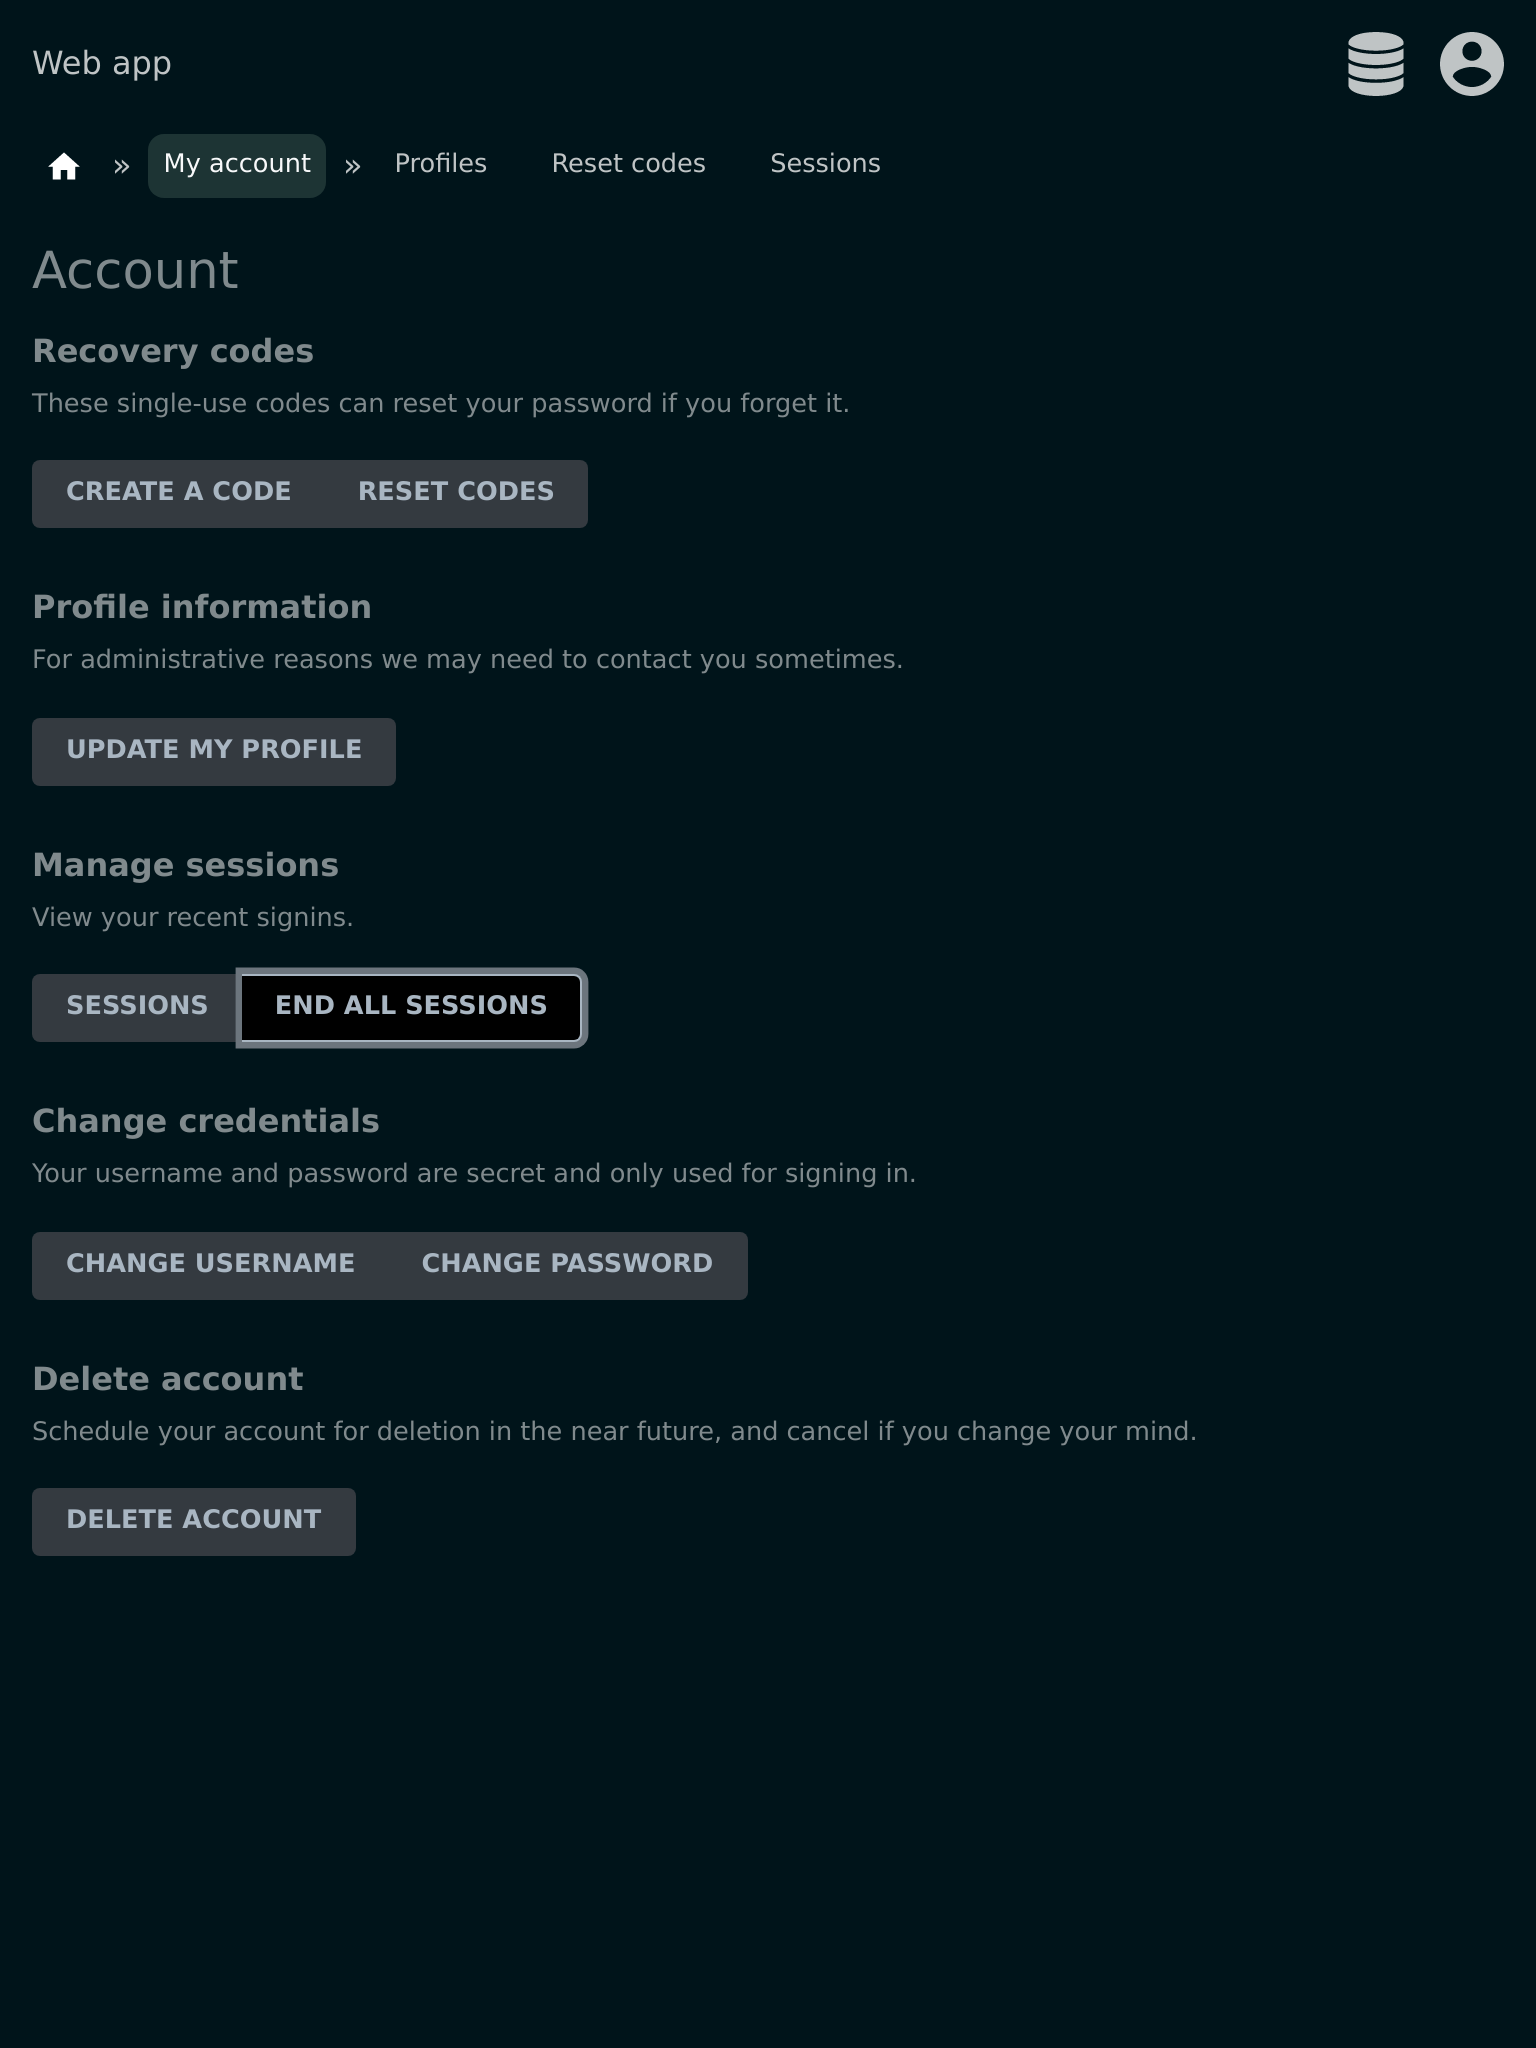 Web app
» My account » Profiles Reset codes Sessions
Account
Recovery codes
These single-use codes can reset your password if you forget it.
CREATE A CODE RESET CODES
Profile information
For administrative reasons we may need to contact you sometimes.
UPDATE MY PROFILE
Manage sessions
View your recent signins.
SESSIONS END ALL SESSIONS
Change credentials
Your username and password are secret and only used for signing in.
CHANGE USERNAME CHANGE PASSWORD
Delete account
Schedule your account for deletion in the near future, and cancel if you change your mind.
DELETE ACCOUNT